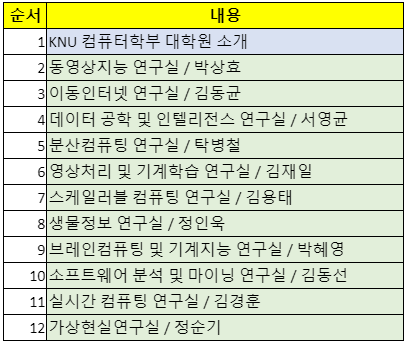 순서 내용
1 KNU 컴퓨터학부 대학원 소개
2 동영상지능 연구실 / 박상효
3 이동인터넷 연구실 / 김동균
4 데이터 공학 및 인텔리전스 연구실 / 서영균
5 분산컴퓨팅 연구실 / 탁병철
6 영상처리 및 기계학습 연구실 / 김재일
7 스케일러블 컴퓨팅 연구실 / 김용태
8 생물정보 연구실 / 정인욱
9 브레인컴퓨팅 및 기계지능 연구실 / 박혜영
10 소프트웨어 분석 및 마이닝 연구실 / 김동선
11 실시간 컴퓨팅 연구실 / 김경훈
12 가상현실연구실 / 정순기